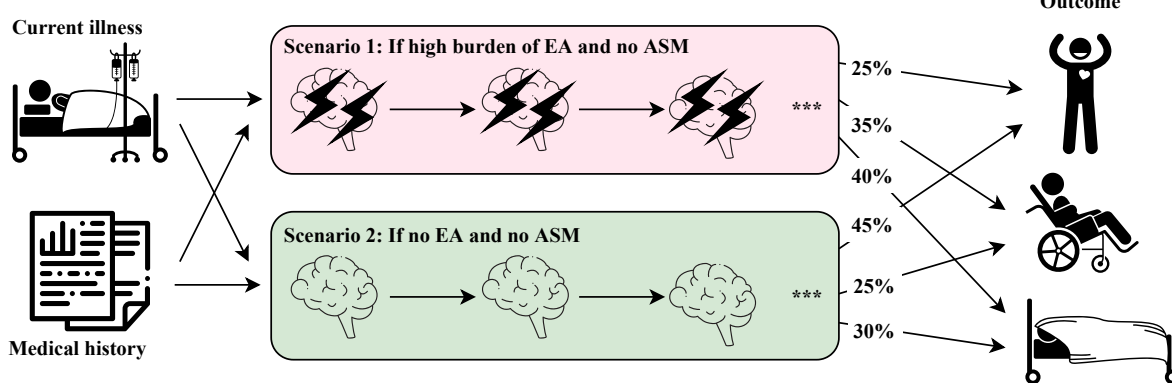 Outcome
Current illness
Scenario 1: If high burden of EA and no ASM
***
25%
35%
40%
Scenario 2: If no EA and no ASM
***
45%
25%
30%
Medical history